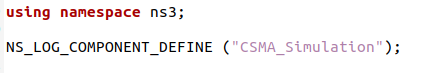 using namespace ns3;
NS_LOG_COMPONENT_DEFINE ("CSMA_Simulation");